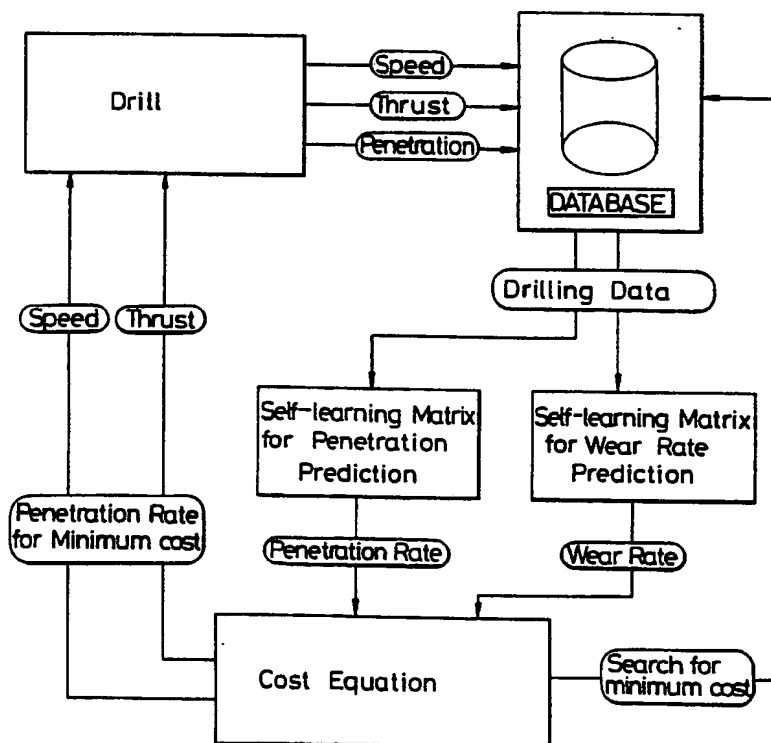 Drill
Speed
Thrust
Penetration
DATABASE
Drilling Data
Speed
Thrust
Self-learning Matrix
for Penetration
Prediction
Self-learning Matrix
for Wear Rate
Prediction
Penetration Rate
for Minimum cost
Penetration Rate
Wear Rate
Cost Equation
Search for
minimum cost